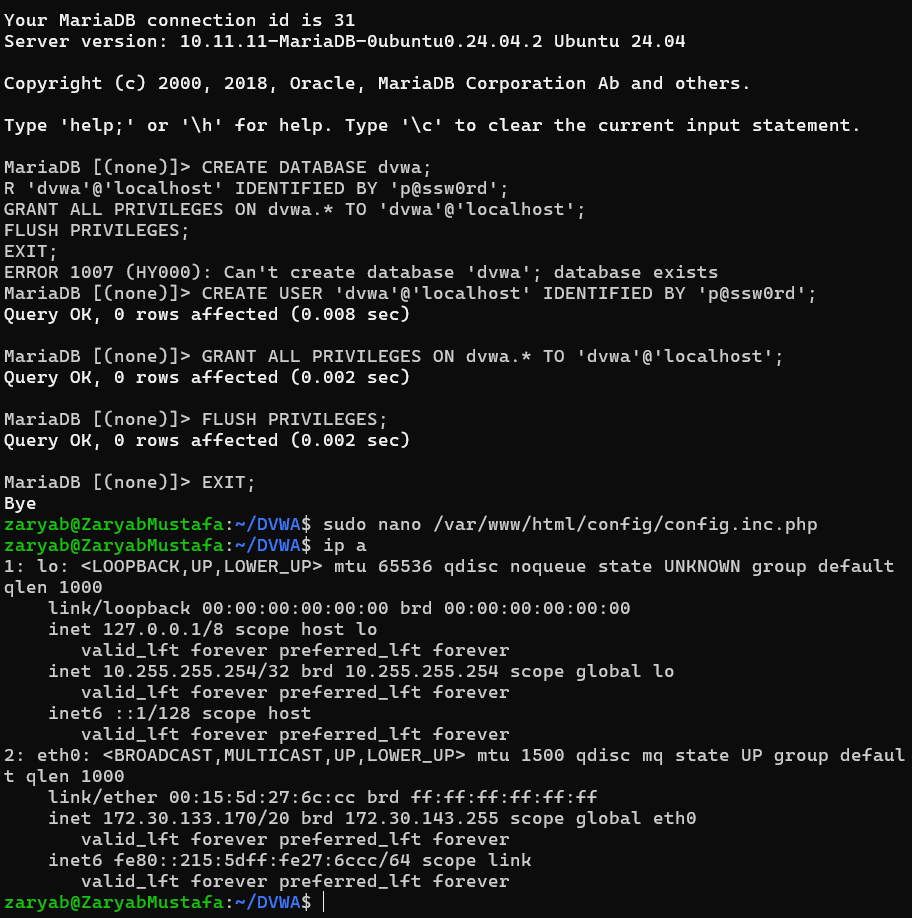 Your MariaDB connection id is 31
Server version: 10.11.11-MariaDB-0ubuntu0.24.04.2 Ubuntu 24.04
Copyright (c) 2000, 2018, Oracle, MariaDB Corporation Ab and others.
Type 'help;' or '\h' for help. Type '\c' to clear the current input statement.
MariaDB [(none)]> CREATE DATABASE dvwa;
R 'dvwa'@'localhost' IDENTIFIED BY 'p@ssw0rd';
GRANT ALL PRIVILEGES ON dvwa.* TO 'dvwa'@'localhost';
FLUSH PRIVILEGES;
EXIT;
ERROR 1007 (HY000): Can't create database 'dvwa'; database exists
MariaDB [(none)]> CREATE USER 'dvwa'@'localhost' IDENTIFIED BY 'p@ssw0rd';
Query OK, 0 rows affected (0.008 sec)
MariaDB [(none)]> GRANT ALL PRIVILEGES ON dvwa.* TO 'dvwa'@'localhost';
Query OK, 0 rows affected (0.002 sec)
MariaDB [(none)]> FLUSH PRIVILEGES;
Query OK, 0 rows affected (0.002 sec)
MariaDB [(none)]> EXIT;
Bye
zaryab@ZaryabMustafa:~/DVWA$ sudo nano /var/www/html/config/config.inc.php
zaryab@ZaryabMustafa:~/DVWA$ ip a
1: lo: <LOOPBACK,UP,LOWER_UP> mtu 65536 qdisc noqueue state UNKNOWN group default
qlen 1000
    link/loopback 00:00:00:00:00:00 brd 00:00:00:00:00:00
    inet 127.0.0.1/8 scope host lo
       valid_lft forever preferred_lft forever
    inet 10.255.255.254/32 brd 10.255.255.254 scope global lo
       valid_lft forever preferred_lft forever
    inet6 ::1/128 scope host
       valid_lft forever preferred_lft forever
2: eth0: <BROADCAST,MULTICAST,UP,LOWER_UP> mtu 1500 qdisc mq state UP group defaul
t qlen 1000
    link/ether 00:15:5d:27:6c:cc brd ff:ff:ff:ff:ff:ff
    inet 172.30.133.170/20 brd 172.30.143.255 scope global eth0
       valid_lft forever preferred_lft forever
    inet6 fe80::215:5dff:fe27:6ccc/64 scope link
       valid_lft forever preferred_lft forever
zaryab@ZaryabMustafa:~/DVWA$